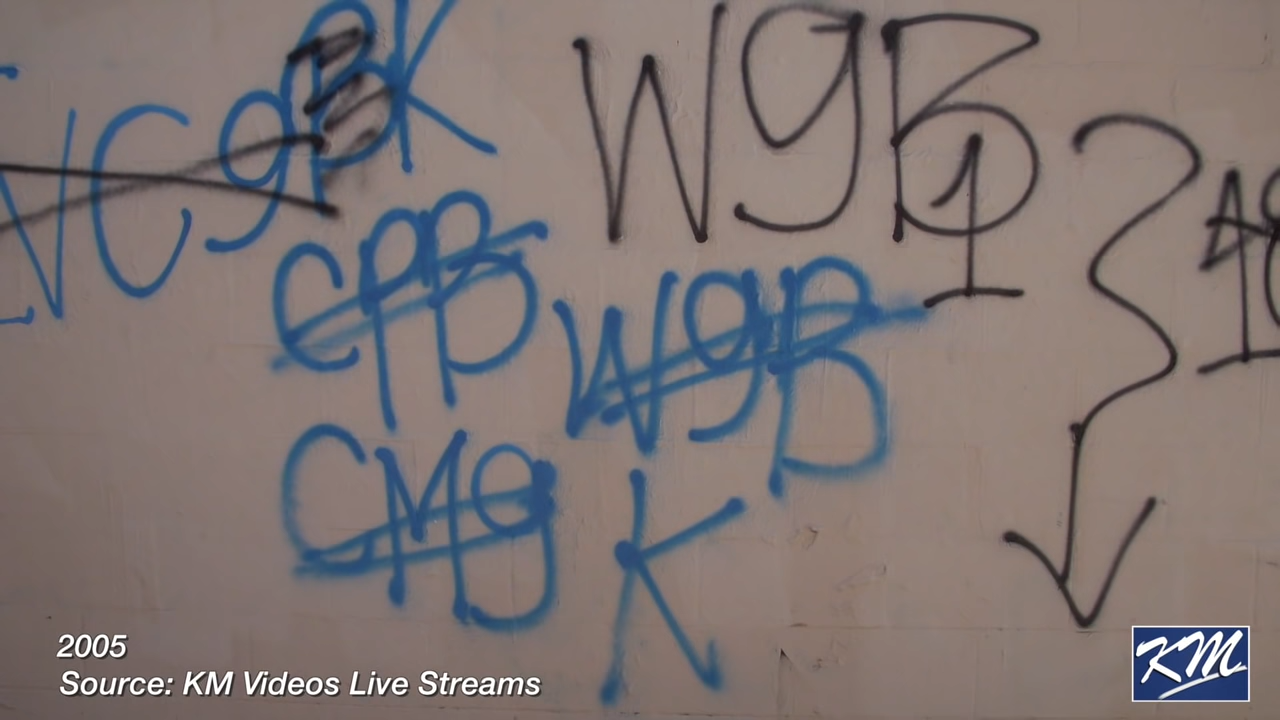 NCgBK
WgB
1
CPB
WgB
CMg
K
2005
Source: KM Videos Live Streams
KM